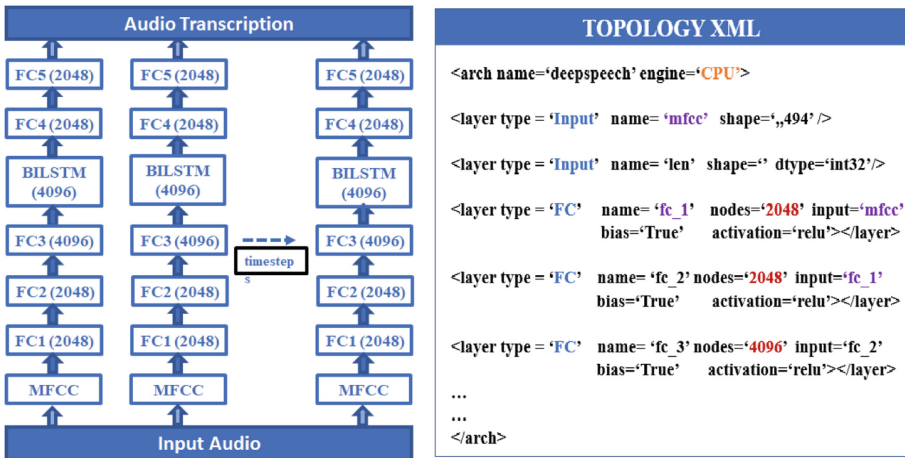 Audio Transcription
FC5 (2048) FC5 (2048) FC5 (2048)
FC4 (2048) FC4 (2048) FC4 (2048)
BILSTM BILSTM BILSTM
(4096) (4096) (4096)
FC3 (4096) FC3 (4096) FC3 (4096)
timestep
s
FC2 (2048) FC2 (2048) FC2 (2048)
FC1 (2048) FC1 (2048) FC1 (2048)
MFCC MFCC MFCC
Input Audio
TOPOLOGY XML
<arch name=‘deepspeech’ engine=‘CPU’>
<layer type = ‘Input’ name= ‘mfcc’ shape=‘,,494’ />
<layer type = ‘Input’ name= ‘len’ shape=‘’ dtype=‘int32’/>
<layer type = ‘FC’ name= ‘fc_1’ nodes=‘2048’ input=‘mfcc’
bias=‘True’ activation=‘relu’></layer>
<layer type = ‘FC’ name= ‘fc_2’ nodes=‘2048’ input=‘fc_1’
bias=‘True’ activation=‘relu’></layer>
<layer type = ‘FC’ name= ‘fc_3’ nodes=‘4096’ input=‘fc_2’
bias=‘True’ activation=‘relu’></layer>
...
...
</arch>